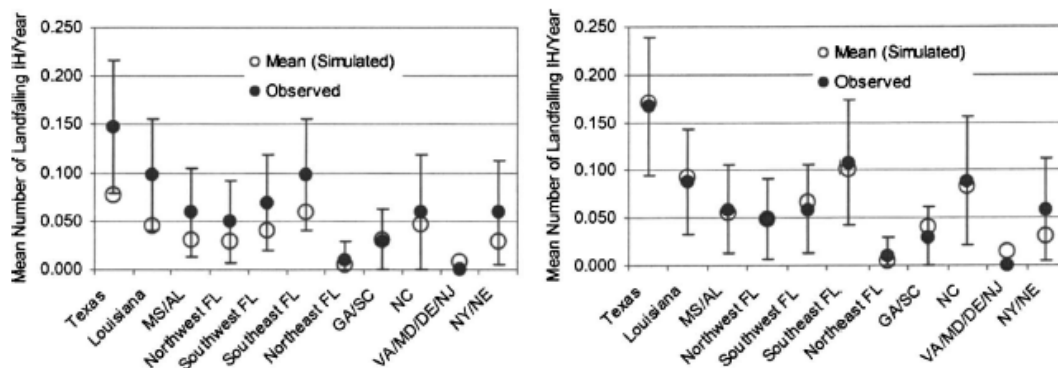 Mean Number of Landfalling IH/Year
0.250
0.200
0.150
0.100
0.050
0.000
Mean (Simulated)
Observed
Texas
Louisiana
MS/AL
Northwest FL
Southwest FL
Southeast FL
Northeast FL
GA/SC
NC
VA/MD/DE/NJ
NY/NE
Mean Number of Landfalling IH/Year
0.250
0.200
0.150
0.100
0.050
0.000
Mean (Simulated)
Observed
Texas
Louisiana
MS/AL
Northwest FL
Southwest FL
Southeast FL
Northeast FL
GA/SC
NC
VA/MD/DE/NJ
NY/NE